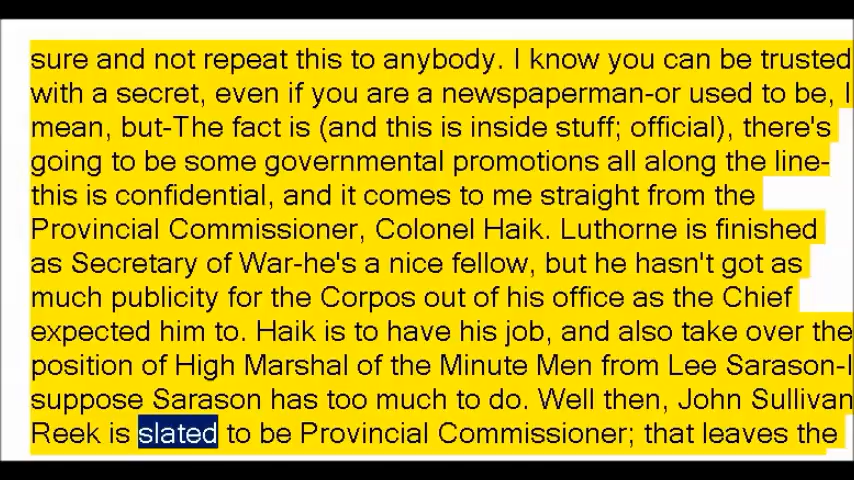 sure and not repeat this to anybody. I know you can be trusted
with a secret, even if you are a newspaperman-or used to be, I
mean, but-The fact is (and this is inside stuff; official), there's
going to be some governmental promotions all along the line-
this is confidential, and it comes to me straight from the
Provincial Commissioner, Colonel Haik. Luthorne is finished
as Secretary of War-he's a nice fellow, but he hasn't got as
much publicity for the Corpos out of his office as the Chief
expected him to. Haik is to have his job, and also take over the
position of High Marshal of the Minute Men from Lee Sarason-I
suppose Sarason has too much to do. Well then, John Sullivan
Reek is slated to be Provincial Commissioner; that leaves the